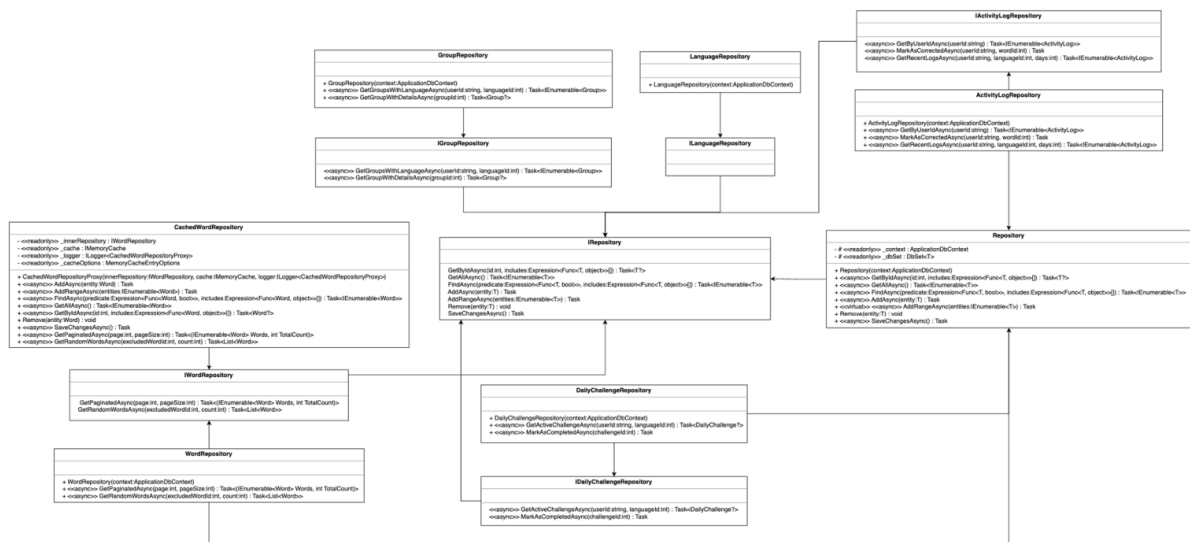 IActivityLogRepository
<<async>> GetByUserIdAsync(userId:string) : Task<IEnumerable<ActivityLog>>
<<async>> MarkAsCorrectedAsync(userId:string, wordId:int) : Task
<<async>> GetRecentLogsAsync(userId:string, languageId:int, days:int) : Task<IEnumerable<ActivityLog>>
GroupRepository
+ GroupRepository(context:ApplicationDbContext)
+ <<async>> GetGroupsWithLanguageAsync(userId:string, languageId:int) : Task<IEnumerable<Group>>
+ <<async>> GetGroupWithDetailsAsync(groupId:int) : Task<Group?>
LanguageRepository
+ LanguageRepository(context:ApplicationDbContext)
ActivityLogRepository
+ ActivityLogRepository(context:ApplicationDbContext)
+ <<async>> GetByUserIdAsync(userId:string) : Task<IEnumerable<ActivityLog>>
+ <<async>> MarkAsCorrectedAsync(userId:string, wordId:int) : Task
+ <<async>> GetRecentLogsAsync(userId:string, languageId:int, days:int) : Task<IEnumerable<ActivityLog>>
IGroupRepository
<<async>> GetGroupsWithLanguageAsync(userId:string, languageId:int) : Task<IEnumerable<Group>>
<<async>> GetGroupWithDetailsAsync(groupId:int) : Task<Group?>
ILanguageRepository
CachedWordRepository
- <<readonly>> _innerRepository : IWordRepository
- <<readonly>> _cache : IMemoryCache
- <<readonly>> _logger : ILogger<CachedWordRepositoryProxy>
- <<readonly>> _cacheOptions : MemoryCacheEntryOptions
+ CachedWordRepositoryProxy(innerRepository:IWordRepository, cache:IMemoryCache, logger:ILogger<CachedWordRepositoryProxy>)
+ <<async>> AddAsync(entity:Word) : Task
+ <<async>> AddRangeAsync(entities:IEnumerable<Word>) : Task
+ <<async>> FindAsync(predicate:Expression<Func<Word, bool>>, includes:Expression<Func<Word, object>>[]) : Task<IEnumerable<Word>>
+ <<async>> GetAllAsync() : Task<IEnumerable<Word>>
+ <<async>> GetByIdAsync(id:int, includes:Expression<Func<Word, object>>[]) : Task<Word?>
+ Remove(entity:Word) : void
+ <<async>> SaveChangesAsync() : Task
+ <<async>> GetPaginatedAsync(page:int, pageSize:int) : Task<(IEnumerable<Word> Words, int TotalCount)>
+ <<async>> GetRandomWordsAsync(excludedWordId:int, count:int) : Task<List<Word>>
IRepository
GetByIdAsync(id:int, includes:Expression<Func<T, object>>[]) : Task<T?>
GetAllAsync() : Task<IEnumerable<T>>
FindAsync(predicate:Expression<Func<T, bool>>, includes:Expression<Func<T, object>>[]) : Task<IEnumerable<T>>
AddAsync(entity:T) : Task
AddRangeAsync(entities:IEnumerable<T>) : Task
Remove(entity:T) : void
SaveChangesAsync() : Task
Repository
- # <<readonly>> _context : ApplicationDbContext
- # <<readonly>> _dbSet : DbSet<T>
+ Repository(context:ApplicationDbContext)
+ <<async>> GetByIdAsync(id:int, includes:Expression<Func<T, object>>[]) : Task<T?>
+ <<async>> GetAllAsync() : Task<IEnumerable<T>>
+ <<async>> FindAsync(predicate:Expression<Func<T, bool>>, includes:Expression<Func<T, object>>[]) : Task<IEnumerable<T>>
+ <<async>> AddAsync(entity:T) : Task
+ <<virtual>> <<async>> AddRangeAsync(entities:IEnumerable<T>) : Task
+ Remove(entity:T) : void
+ <<async>> SaveChangesAsync() : Task
IWordRepository
GetPaginatedAsync(page:int, pageSize:int) : Task<(IEnumerable<Word> Words, int TotalCount)>
GetRandomWordsAsync(excludedWordId:int, count:int) : Task<List<Word>>
DailyChallengeRepository
+ DailyChallengeRepository(context:ApplicationDbContext)
+ <<async>> GetActiveChallengeAsync(userId:string, languageId:int) : Task<DailyChallenge?>
+ <<async>> MarkAsCompletedAsync(challengeId:int) : Task
WordRepository
+ WordRepository(context:ApplicationDbContext)
+ <<async>> GetPaginatedAsync(page:int, pageSize:int) : Task<(IEnumerable<Word> Words, int TotalCount)>
+ <<async>> GetRandomWordsAsync(excludedWordId:int, count:int) : Task<List<Word>>
IDailyChallengeRepository
<<async>> GetActiveChallengeAsync(userId:string, languageId:int) : Task<DailyChallenge?>
<<async>> MarkAsCompletedAsync(challengeId:int) : Task